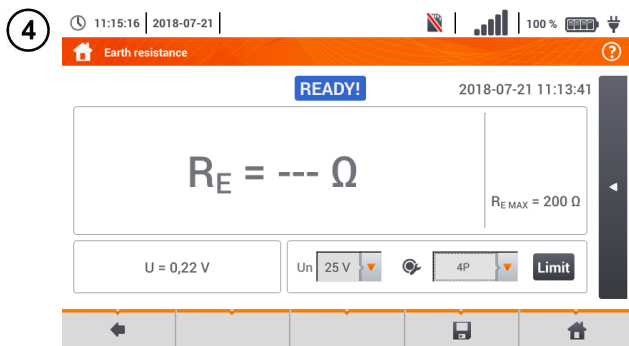 4
11:15:16 2018-07-21 100 %
Earth resistance ?
READY! 2018-07-21 11:13:41
RE = --- Ω
RE MAX = 200 Ω
U = 0,22 V Un 25 V 4P Limit